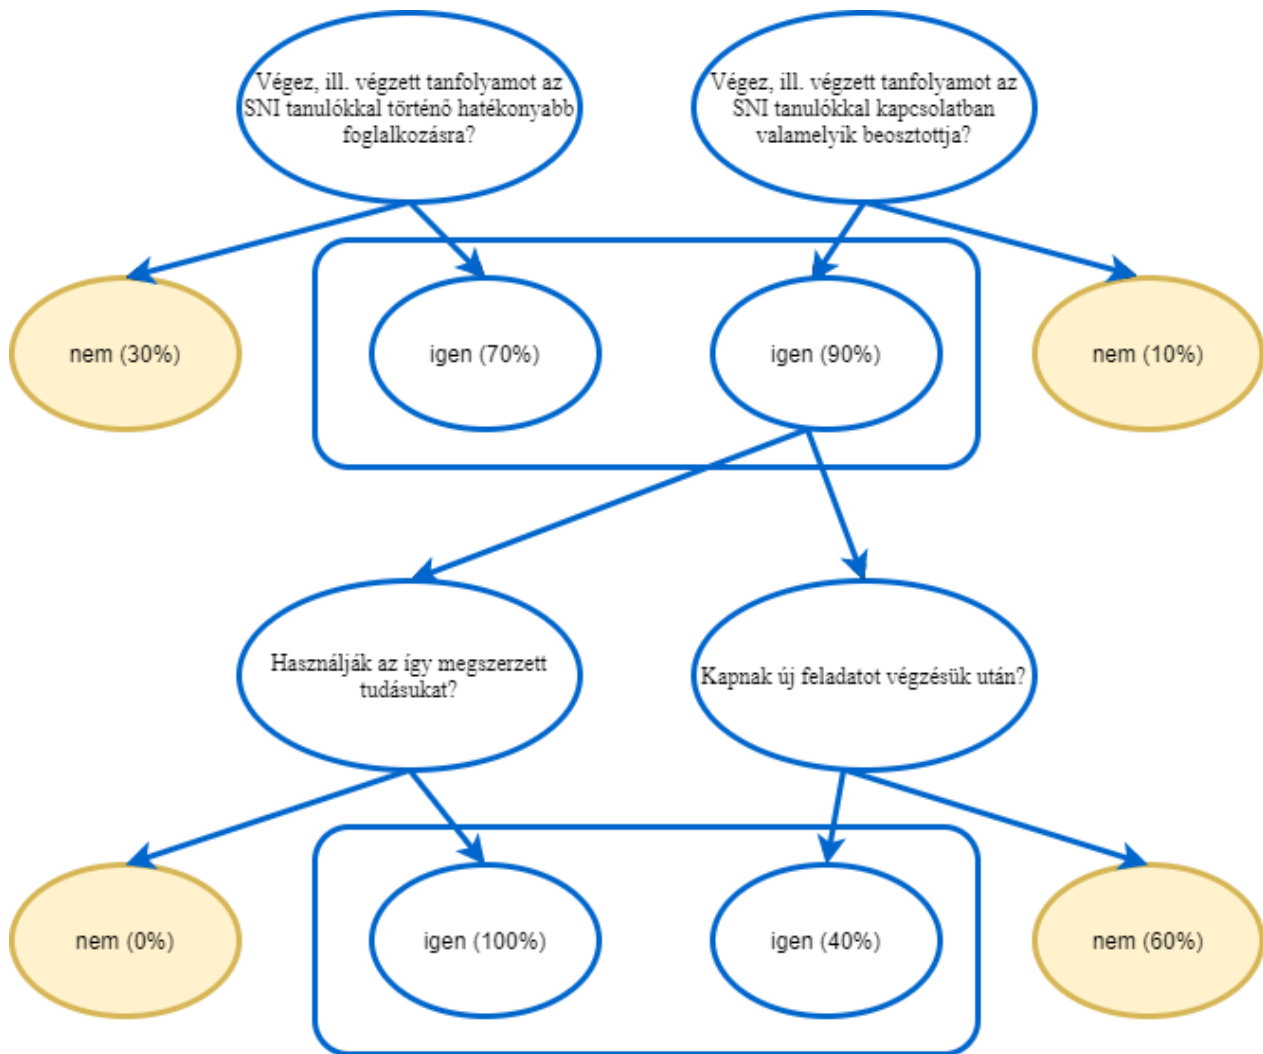 Végez, ill. végzett tanfolyamot az
SNI tanulókkal történő hatékonyabb
foglalkozásra?
Végez, ill. végzett tanfolyamot az
SNI tanulókkal kapcsolatban
valamelyik beosztottja?
nem (30%)
igen (70%)
igen (90%)
nem (10%)
Használják az így megszerzett
tudásukat?
Kapnak új feladatot végzésük után?
nem (0%)
igen (100%)
igen (40%)
nem (60%)